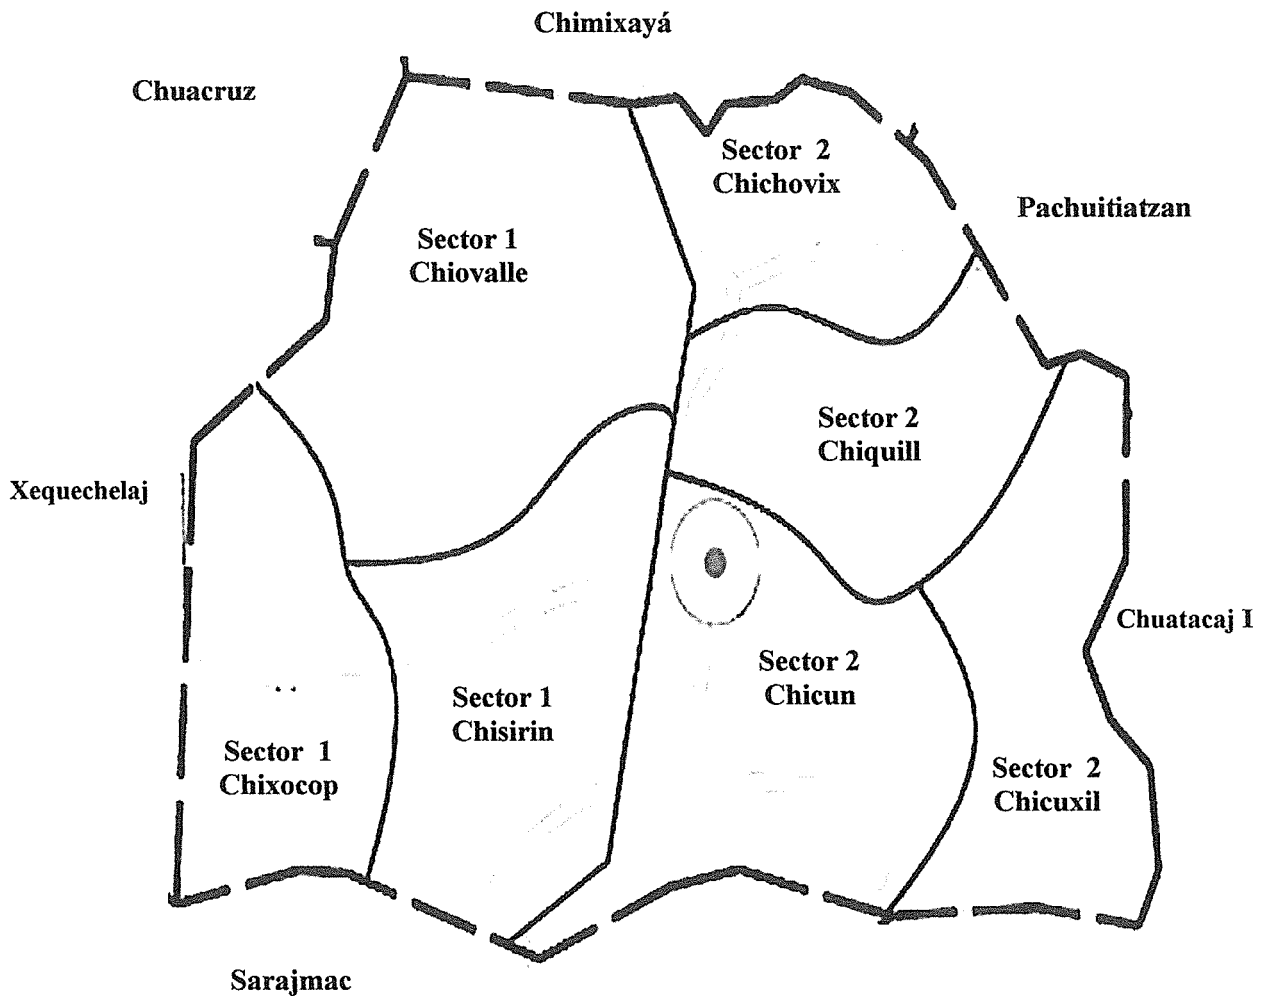 Chimixayá
Chuacruz
Sector 2
Chichovix
Pachuitiatzan
Sector 1
Chiovalle
Sector 2
Chiquill
Xequechelaj
Chuatacaj I
Sector 2
Chicun
Sector 1
Chisirin
Sector 1
Chixocop
Sector 2
Chicuxil
Sarajmac